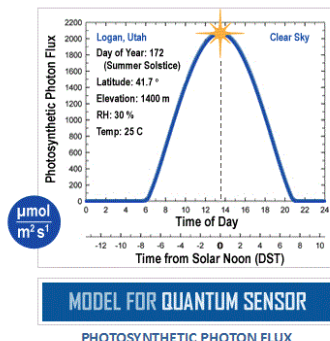 2200
2000
1800
1600
1400
1200
1000
800
600
400
200
0
Photosynthetic Photon Flux
Logan, Utah
Clear Sky
Day of Year: 172
(Summer Solstice)
Latitude: 41.7 °
Elevation: 1400 m
RH: 30 %
Temp: 25 C
µmol
m² s¹
0 2 4 6 8 10 12 14 16 18 20 22 24
Time of Day
-12 -10 -8 -6 -4 -2 0 2 4 6 8 10
Time from Solar Noon (DST)
MODEL FOR QUANTUM SENSOR
PHOTOSYNTHETIC PHOTON FLUX